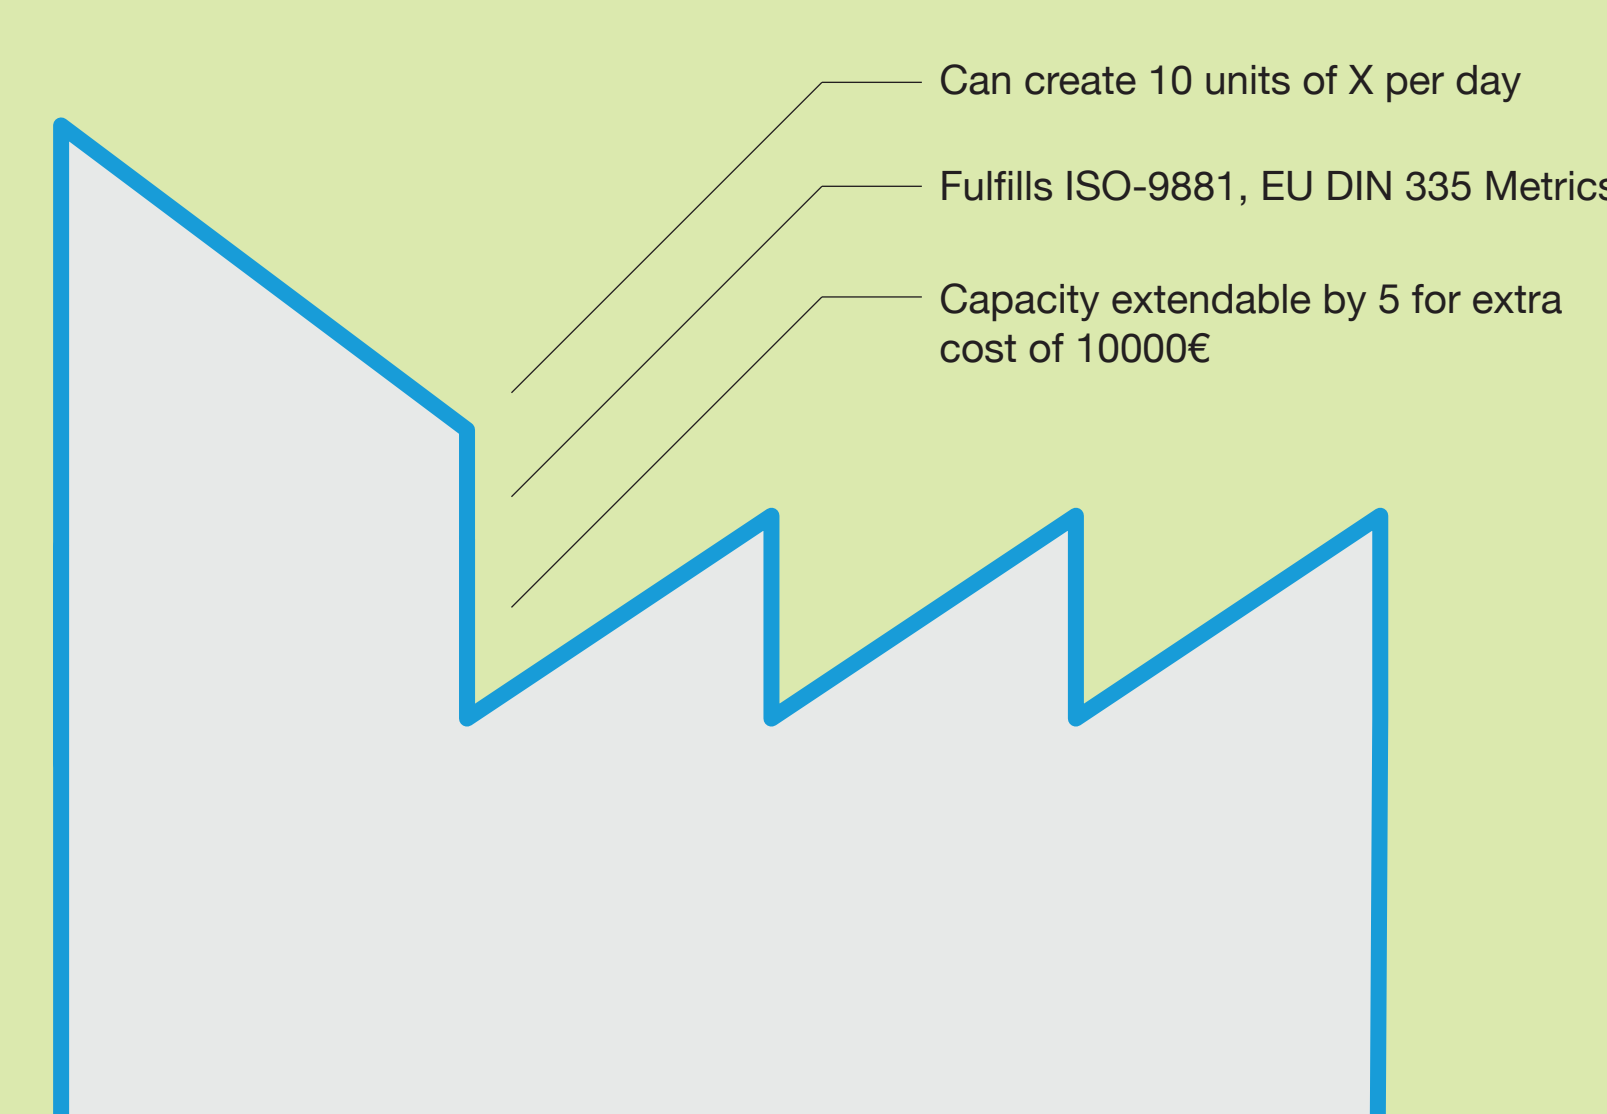 Can create 10 units of X per day
Fulfills ISO-9881, EU DIN 335 Metrics
Capacity extendable by 5 for extra
cost of 10000€